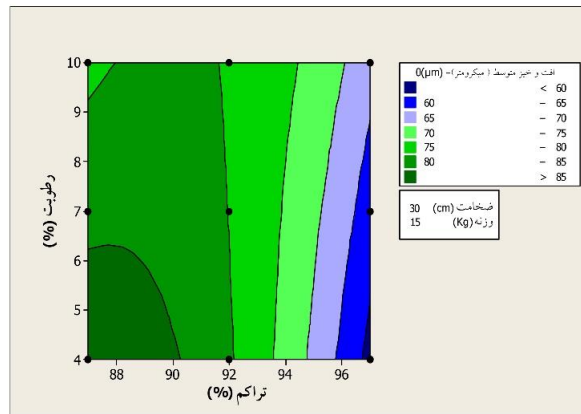 10
9
8
7
6
5
4
رطوبت (%)
88 90 92 94 96
تراکم (%)
افت و خیز متوسط ( میکرومتر)- 0(µm)
< 60
60 – 65
65 – 70
70 – 75
75 – 80
80 – 85
> 85
ضخامت (cm) 30
وزنه (Kg) 15